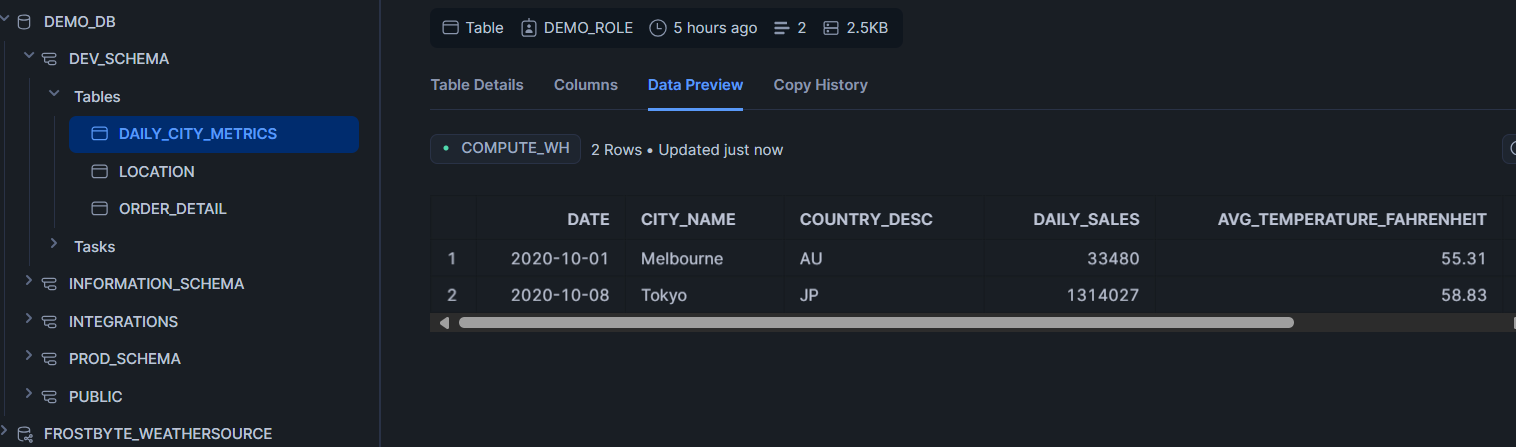 DEMO_DB
DEV_SCHEMA
Tables
DAILY_CITY_METRICS
LOCATION
ORDER_DETAIL
Tasks
INFORMATION_SCHEMA
INTEGRATIONS
PROD_SCHEMA
PUBLIC
FROSTBYTE_WEATHERSOURCE
Table DEMO_ROLE 5 hours ago 2 2.5KB
Table Details Columns Data Preview Copy History
COMPUTE_WH 2 Rows • Updated just now
DATE CITY_NAME COUNTRY_DESC DAILY_SALES AVG_TEMPERATURE_FAHRENHEIT
1 2020-10-01 Melbourne AU 33480 55.31
2 2020-10-08 Tokyo JP 1314027 58.83